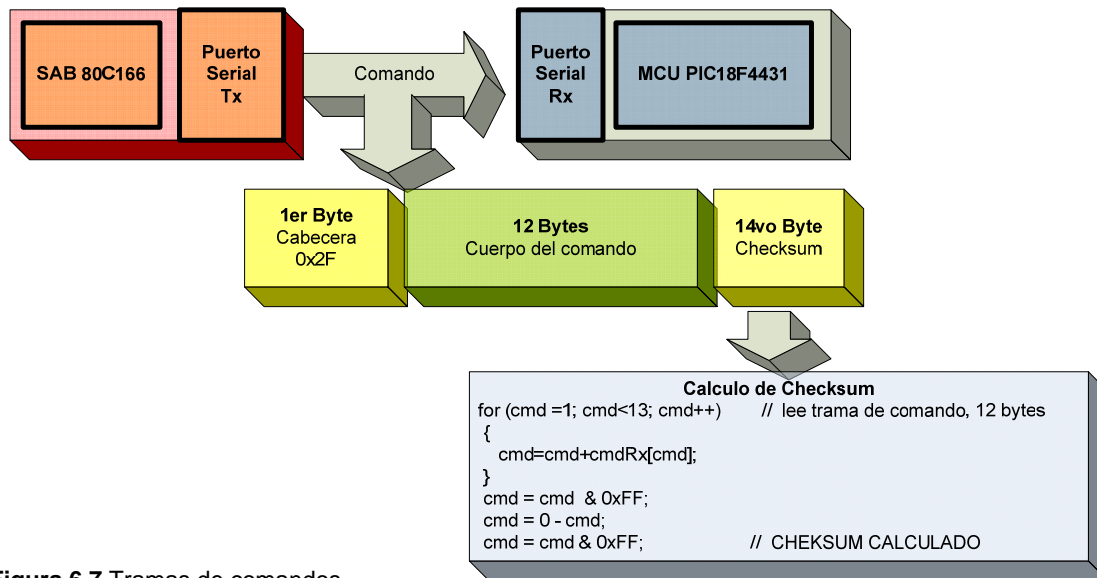 SAB 80C166
Puerto
Serial
Tx
Comando
Puerto
Serial
Rx
MCU PIC18F4431
1er Byte
Cabecera
0x2F
12 Bytes
Cuerpo del comando
14vo Byte
Checksum
Calculo de Checksum
for (cmd =1; cmd<13; cmd++) // lee trama de comando, 12 bytes
{
cmd=cmd+cmdRx[cmd];
}
cmd = cmd & 0xFF;
cmd = 0 - cmd;
cmd = cmd & 0xFF; // CHEKSUM CALCULADO
Figura 6.7 Tramas de comandos